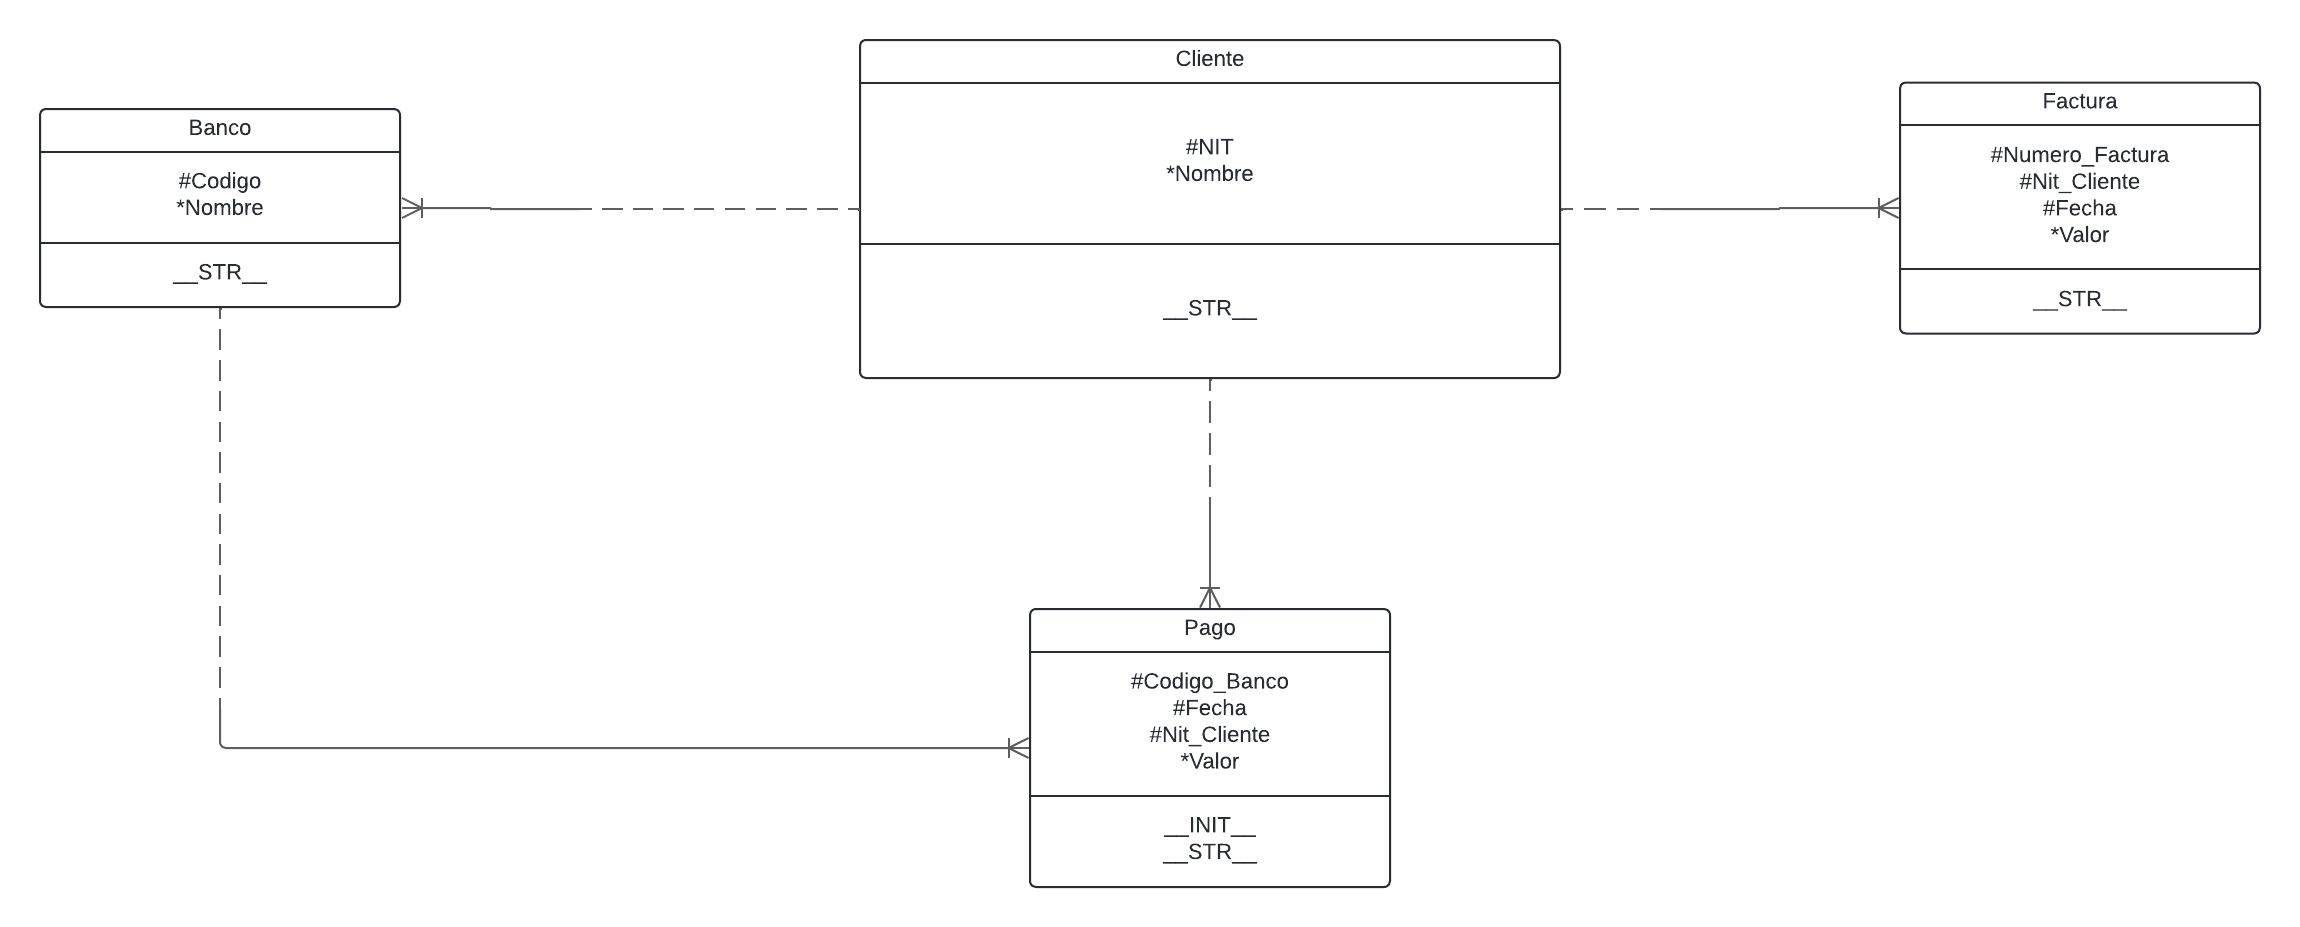 Cliente
#NIT
*Nombre
__STR__
Banco
#Codigo
*Nombre
__STR__
Factura
#Numero_Factura
#Nit_Cliente
#Fecha
*Valor
__STR__
Pago
#Codigo_Banco
#Fecha
#Nit_Cliente
*Valor
__INIT__
__STR__